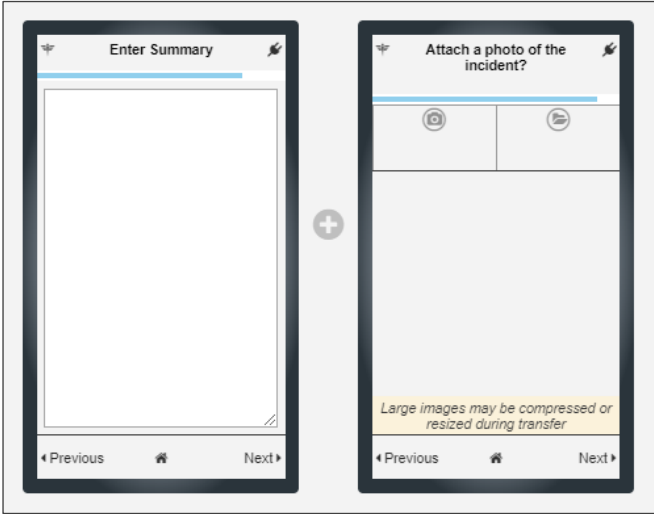 Enter Summary
Previous
Next
Attach a photo of the
incident?
Large images may be compressed or
resized during transfer
Previous
Next